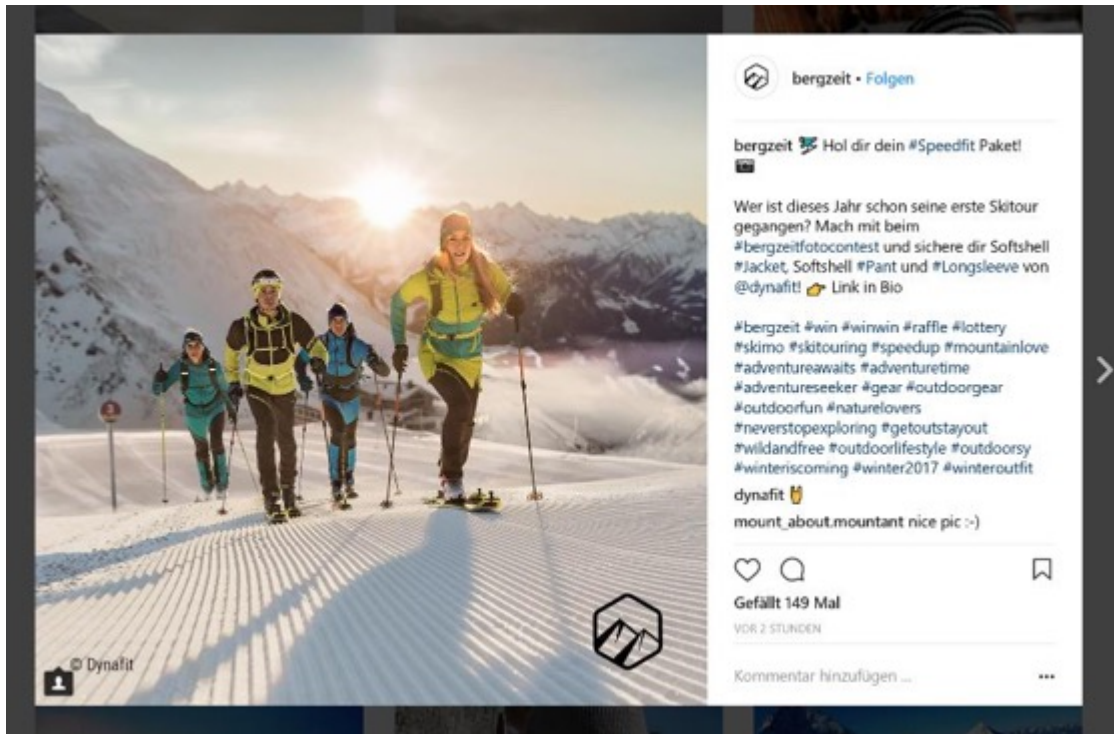 bergzeit • Folgen
bergzeit Hol dir dein #Speedfit Paket!
Wer ist dieses Jahr schon seine erste Skitour
gegangen? Mach mit beim
#bergzeitfotocontest und sichere dir Softshell
#Jacket, Softshell #Pant und #Longsleeve von
@dynafit! 👉 Link in Bio
#bergzeit #win #winwin #raffle #lottery
#skimo #skitouring #speedup #mountainlove
#adventureawaits #adventuretime
#adventureseeker #gear #outdoorgear
#outdoorfun #naturelovers
#neverstopexploring #getoutstayout
#wildandfree #outdoorlifestyle #outdoorsy
#winteriscoming #winter2017 #winteroutfit
dynafit 🤘
mount_about.mountant nice pic :-)
Gefällt 149 Mal
VOR 2 STUNDEN
Kommentar hinzufügen ...
© Dynafit
3